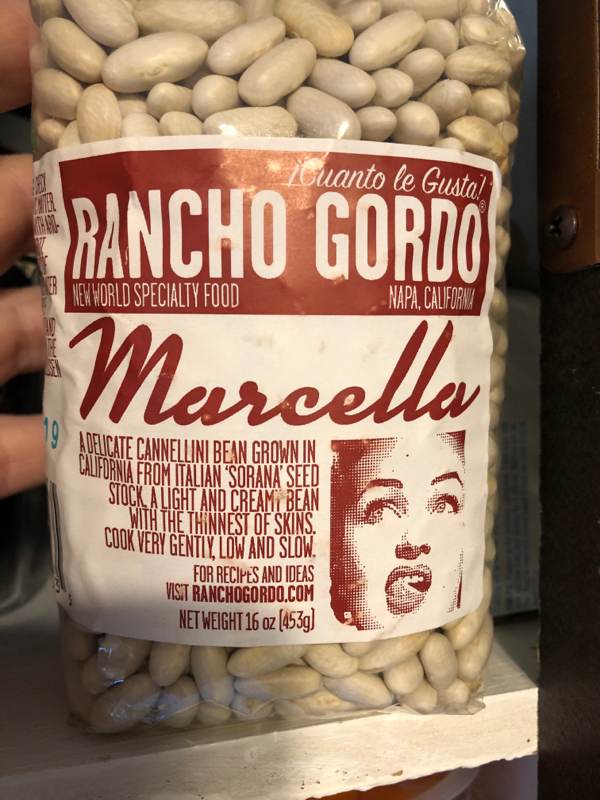 ¡Cuanto le Gusta!
RANCHO GORDO®
NEW WORLD SPECIALTY FOOD
NAPA, CALIFORNIA
Marcella
A DELICATE CANNELLINI BEAN GROWN IN
CALIFORNIA FROM ITALIAN 'SORANA' SEED
STOCK, A LIGHT AND CREAMY BEAN
WITH THE THINNEST OF SKINS.
COOK VERY GENTLY, LOW AND SLOW.
FOR RECIPES AND IDEAS
VISIT RANCHOGORDO.COM
NET WEIGHT 16 oz (453g)